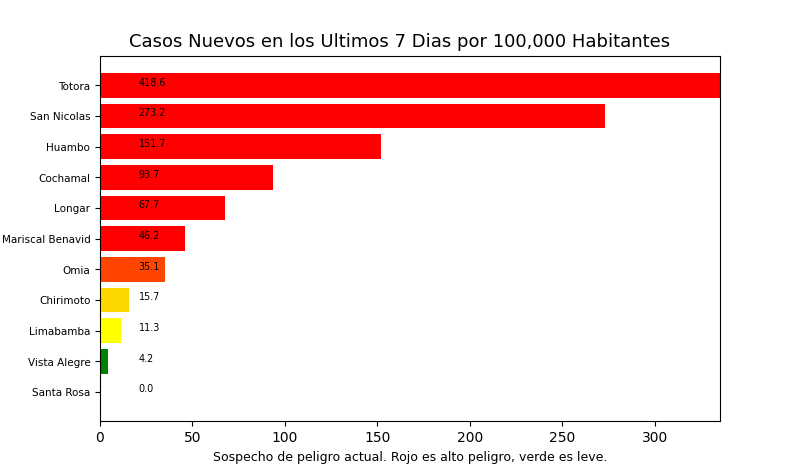 Casos Nuevos en los Ultimos 7 Dias por 100,000 Habitantes
Totora 418.6
San Nicolas 273.2
Huambo 151.7
Cochamal 93.7
Longar 67.7
Mariscal Benavid 46.2
Omia 35.1
Chirimoto 15.7
Limabamba 11.3
Vista Alegre 4.2
Santa Rosa 0.0
0 50 100 150 200 250 300
Sospecho de peligro actual. Rojo es alto peligro, verde es leve.